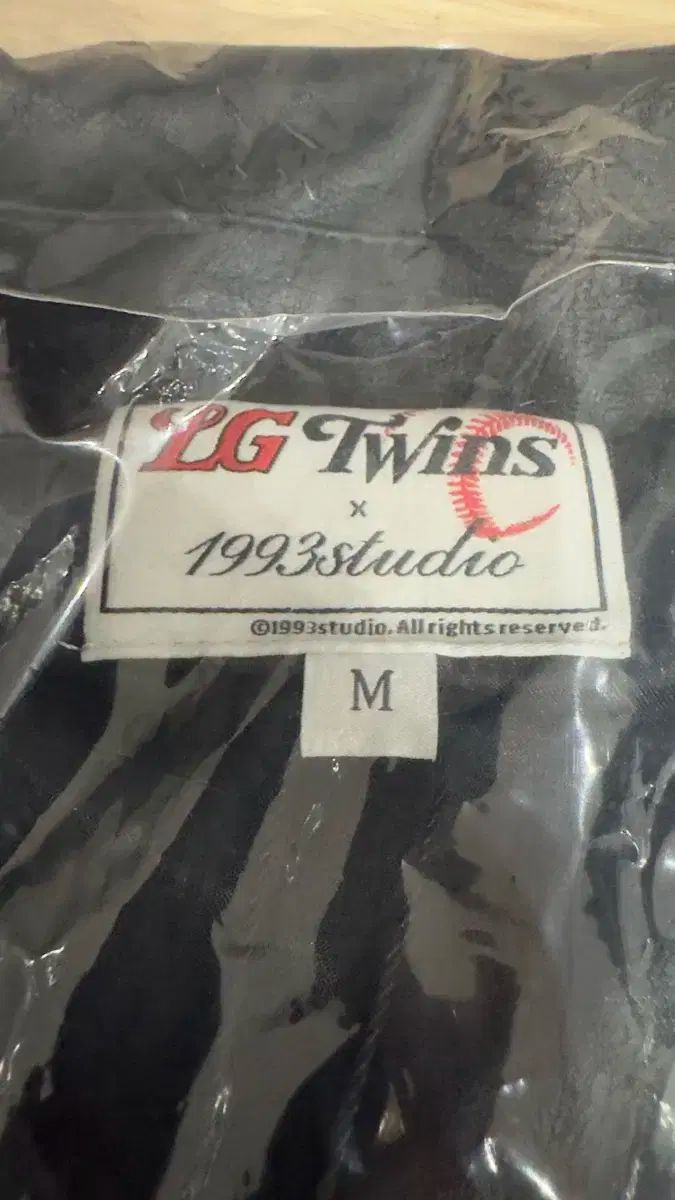 LG Twins
x
1993studio
©1993studio. All rights reserved.
M